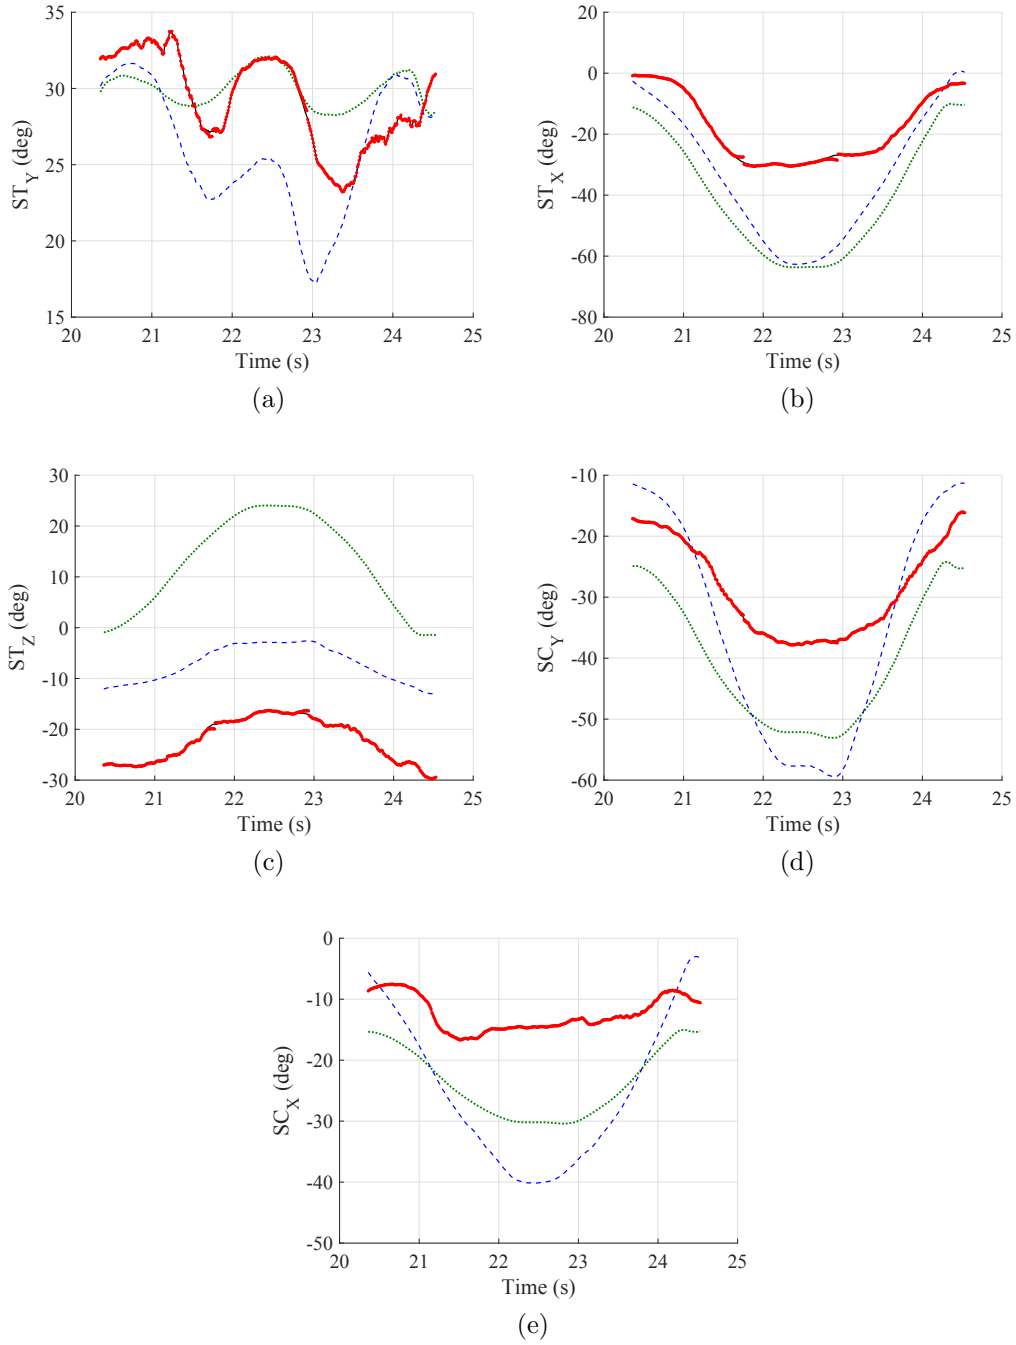 35
30
25
20
15
ST_Y (deg)
20 21 22 23 24 25
Time (s)
(a)
0
-20
-40
-60
-80
ST_X (deg)
20 21 22 23 24 25
Time (s)
(b)
30
20
10
0
-10
-20
-30
ST_Z (deg)
20 21 22 23 24 25
Time (s)
(c)
-10
-20
-30
-40
-50
-60
SC_Y (deg)
20 21 22 23 24 25
Time (s)
(d)
0
-10
-20
-30
-40
-50
SC_X (deg)
20 21 22 23 24 25
Time (s)
(e)